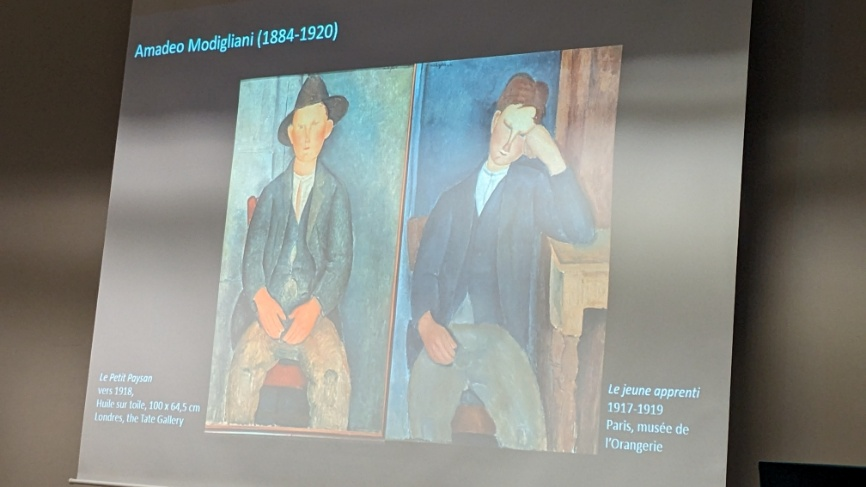 Amadeo Modigliani (1884-1920)
Le Petit Paysan
vers 1918,
Huile sur toile, 100 x 64,5 cm
Londres, the Tate Gallery
Le jeune apprenti
1917-1919
Paris, musée de
l'Orangerie